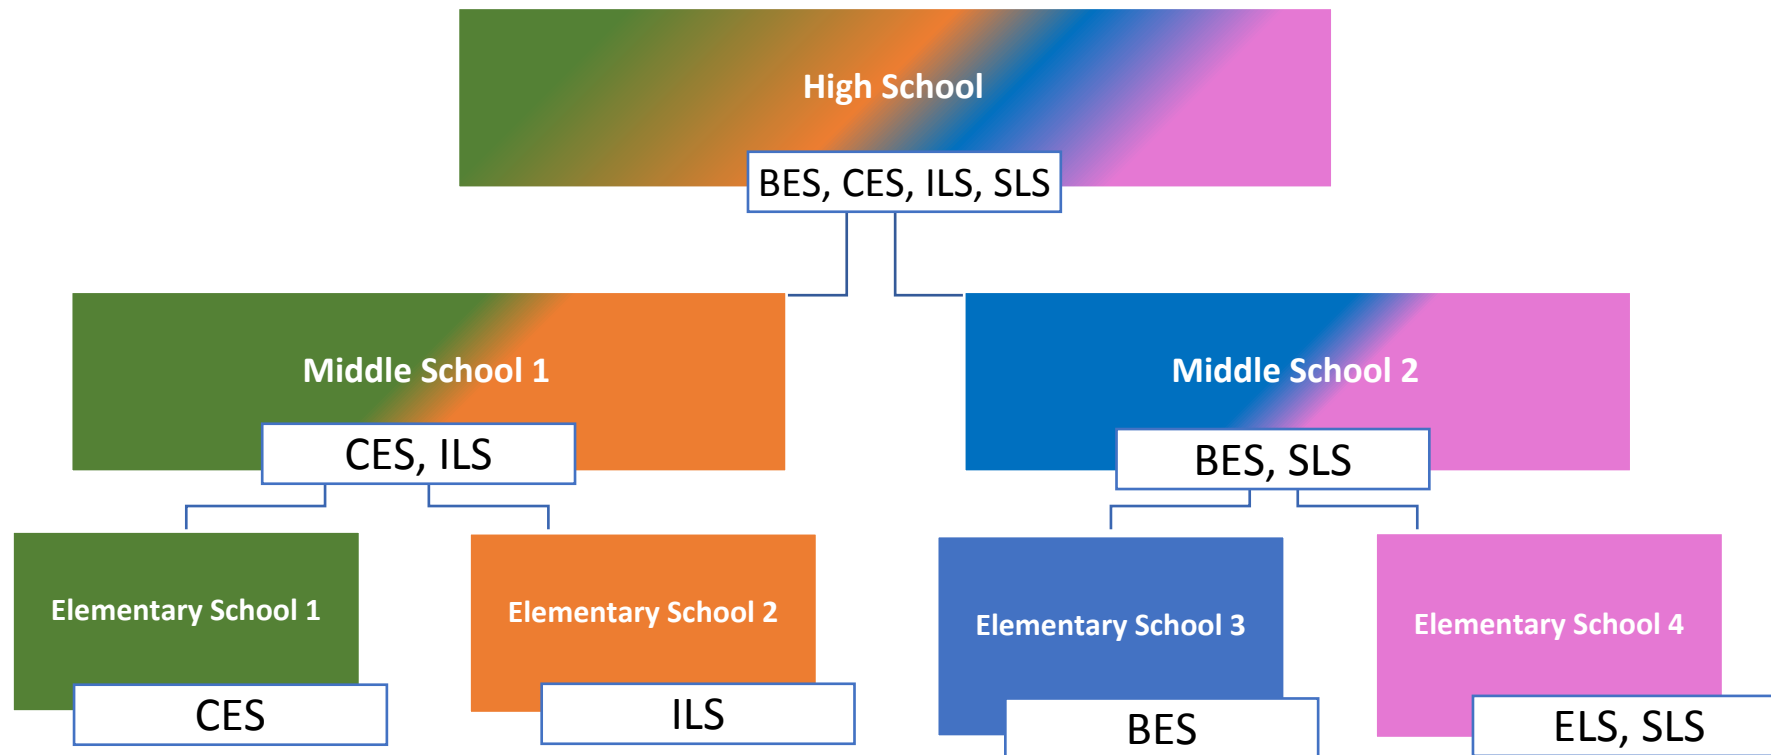 High School
BES, CES, ILS, SLS
Middle School 1
CES, ILS
Middle School 2
BES, SLS
Elementary School 1
CES
Elementary School 2
ILS
Elementary School 3
BES
Elementary School 4
ELS, SLS